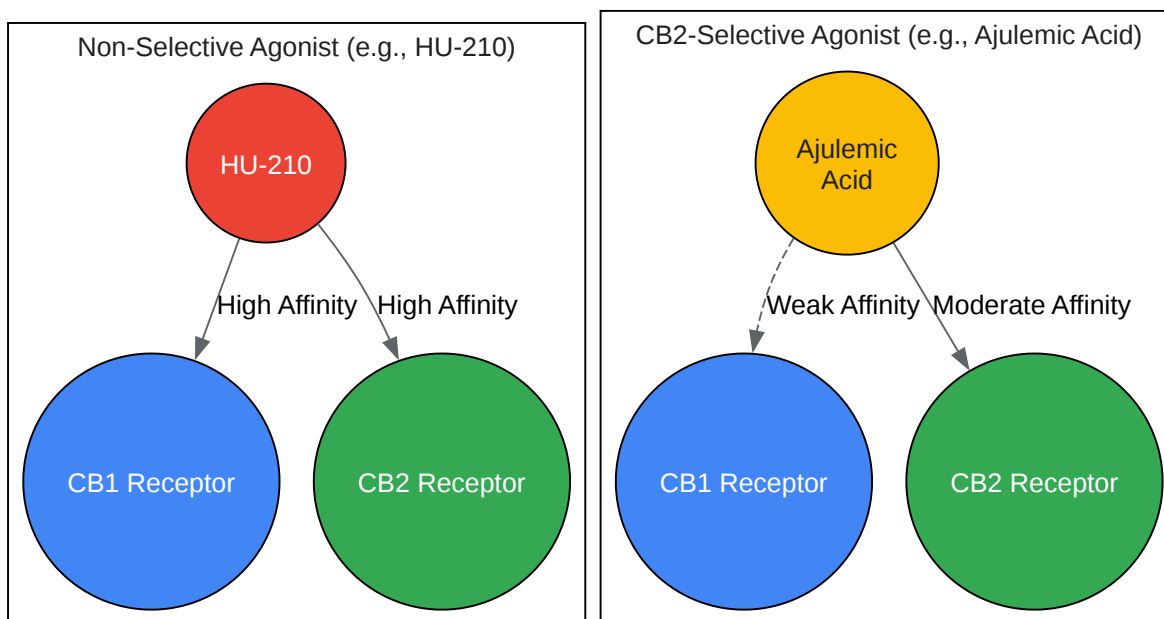 Non-Selective Agonist (e.g., HU-210)
HU-210
High Affinity
High Affinity
CB1 Receptor
CB2 Receptor
CB2-Selective Agonist (e.g., Ajulemic Acid)
Ajulemic
Acid
Weak Affinity
Moderate Affinity
CB1 Receptor
CB2 Receptor